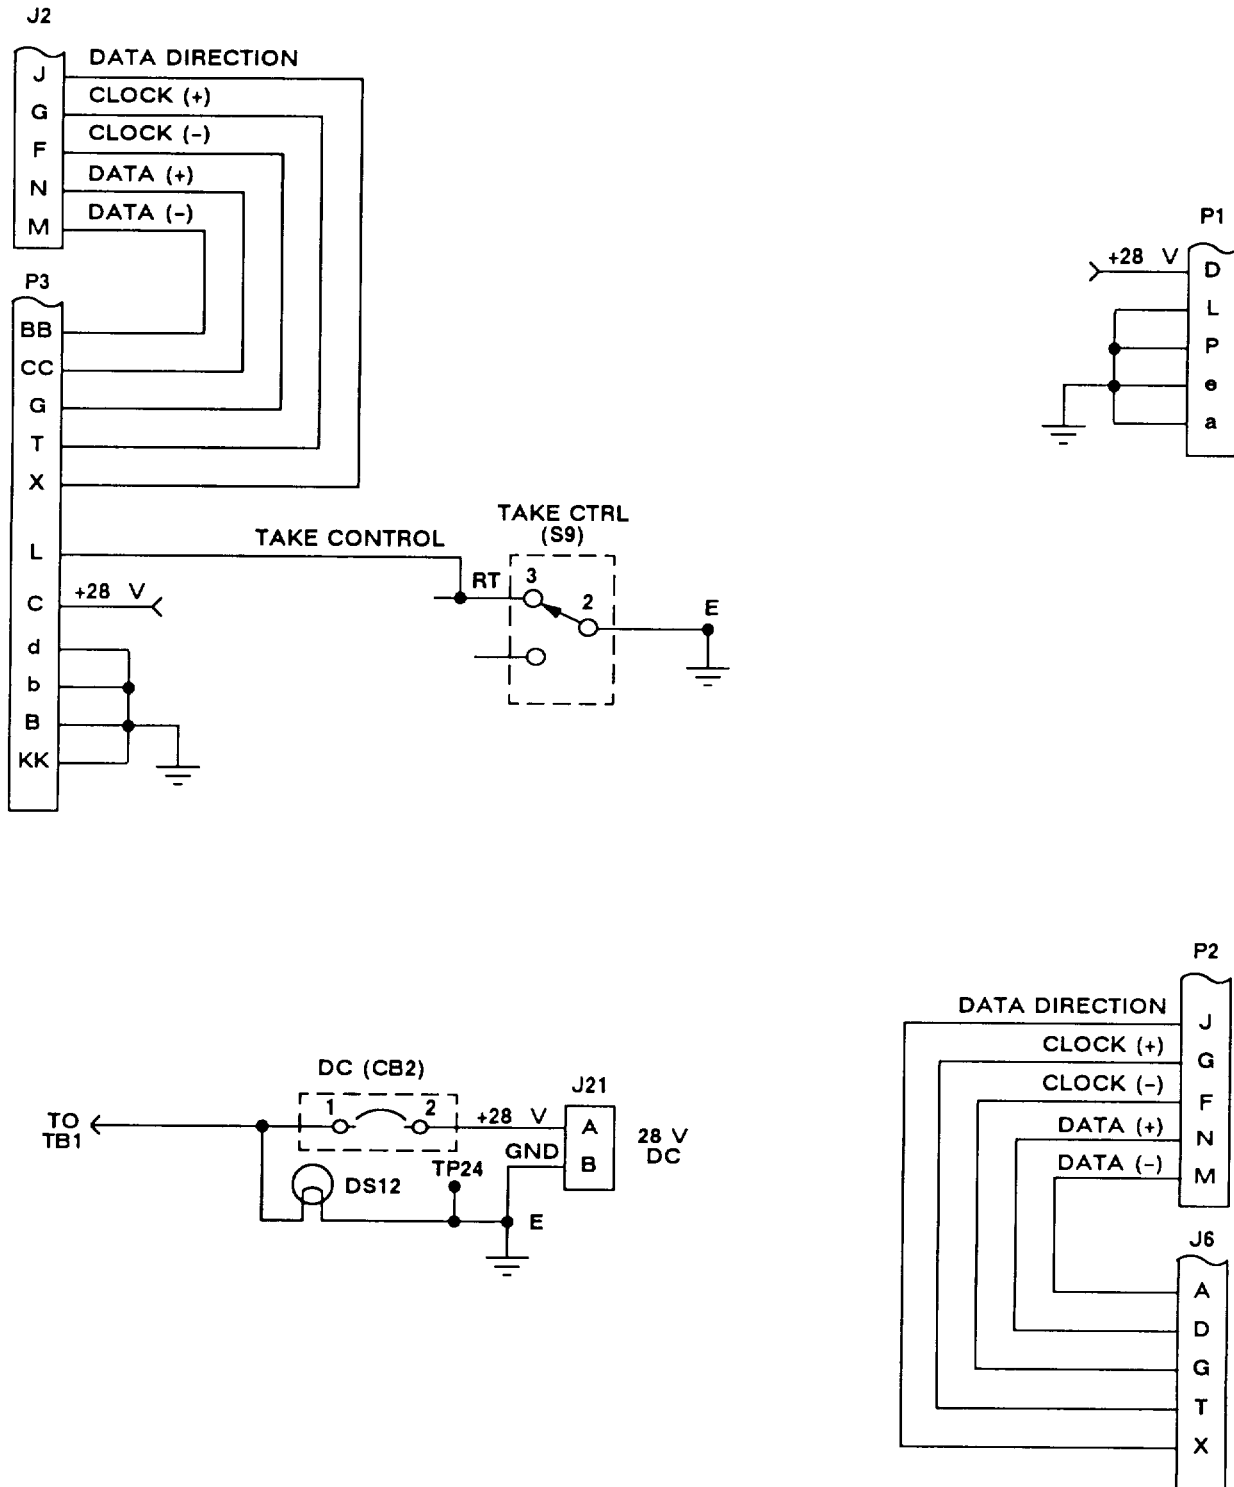 J2
J
DATA DIRECTION
G
CLOCK (+)
F
CLOCK (-)
N
DATA (+)
M
DATA (-)
P3
BB
CC
G
T
X
L
TAKE CONTROL
C
+28 V
d
b
B
KK
TAKE CTRL
(S9)
RT
3
2
E
P1
+28 V
D
L
P
e
a
DC (CB2)
TO
TB1
1
2
+28 V
GND
J21
A
B
28 V
DC
TP24
DS12
E
P2
DATA DIRECTION
J
CLOCK (+)
G
CLOCK (-)
F
DATA (+)
N
DATA (-)
M
J6
A
D
G
T
X